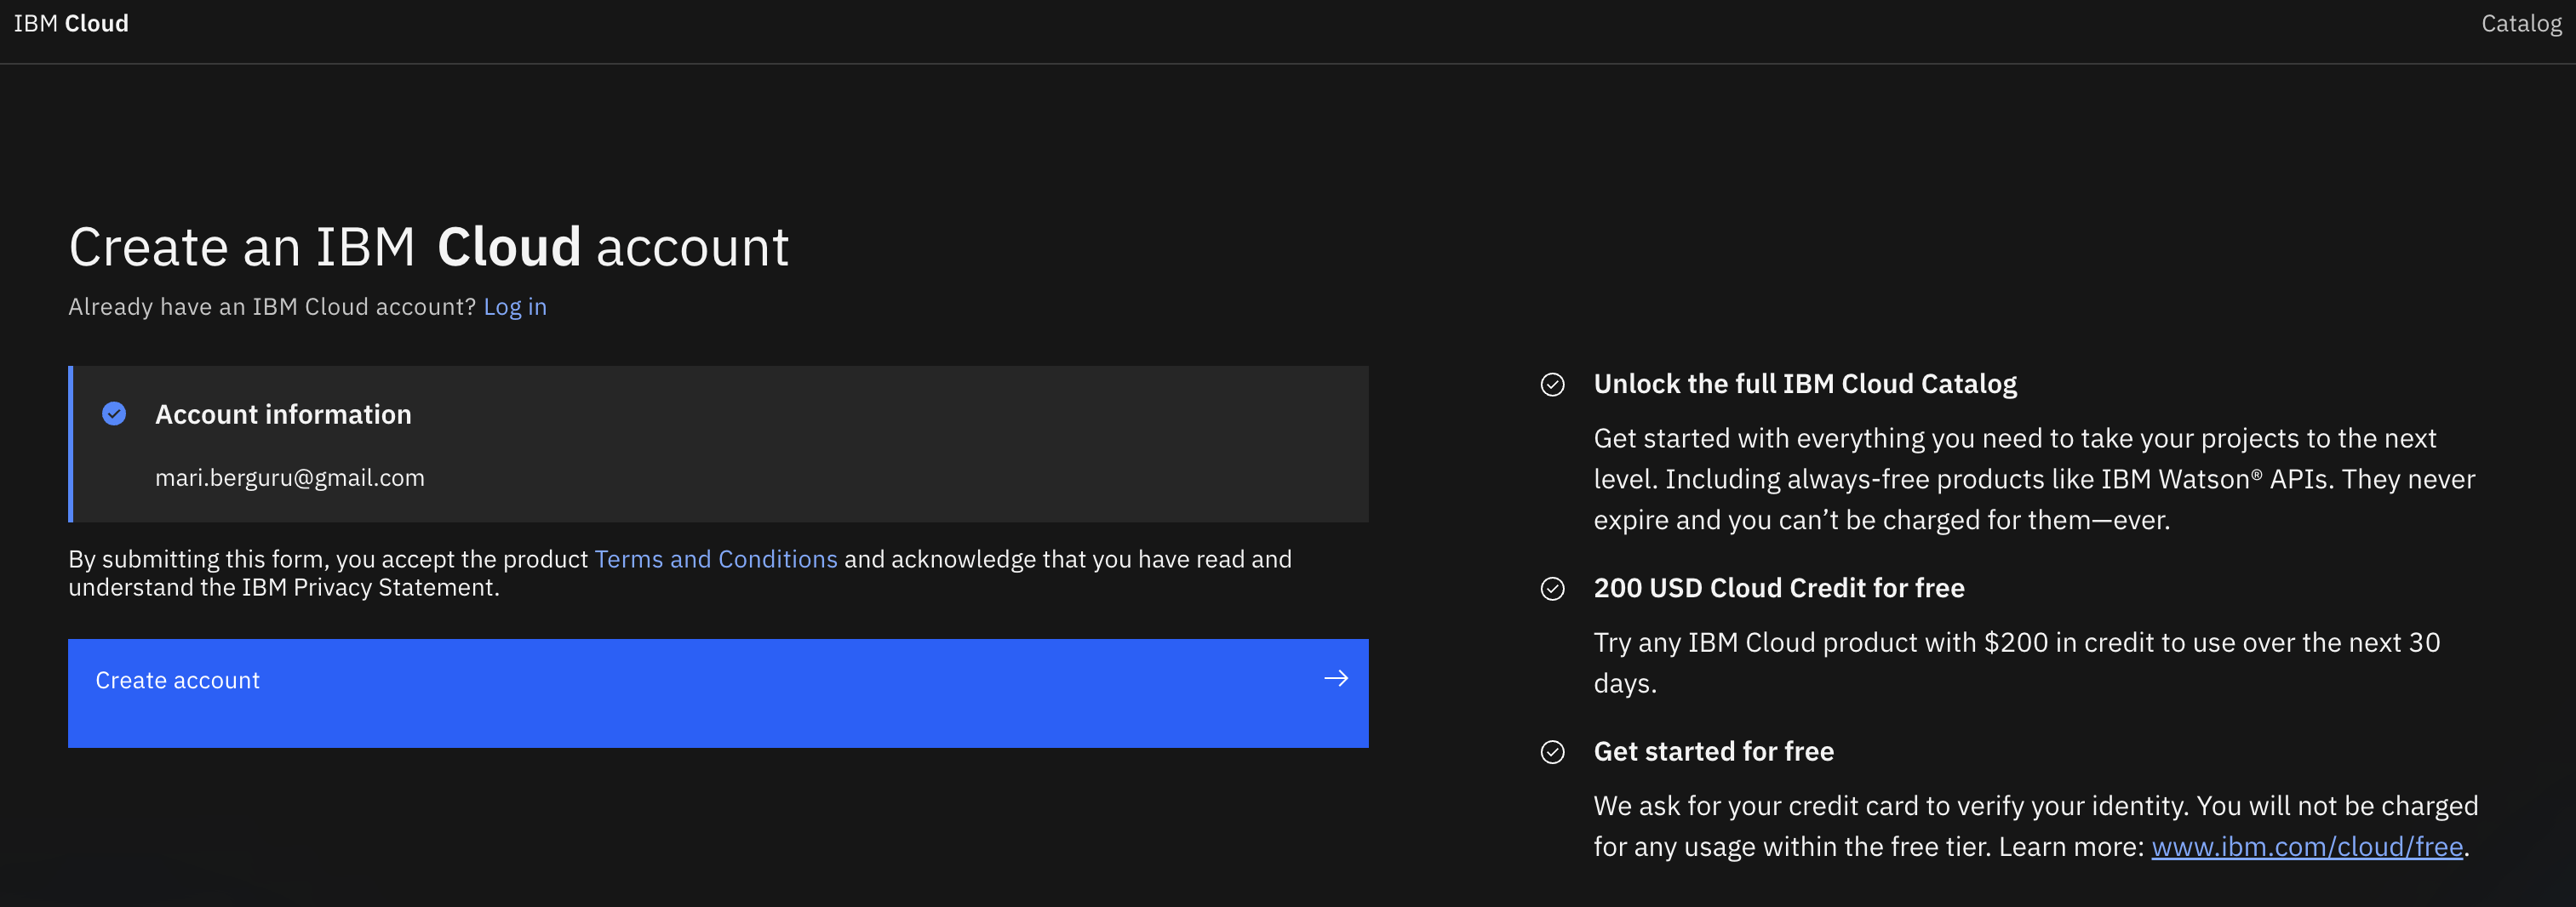 IBM Cloud
Catalog
Create an IBM Cloud account
Already have an IBM Cloud account? Log in
Account information
mari.berguru@gmail.com
By submitting this form, you accept the product Terms and Conditions and acknowledge that you have read and
understand the IBM Privacy Statement.
Create account
Unlock the full IBM Cloud Catalog
Get started with everything you need to take your projects to the next
level. Including always-free products like IBM Watson® APIs. They never
expire and you can’t be charged for them—ever.
200 USD Cloud Credit for free
Try any IBM Cloud product with $200 in credit to use over the next 30
days.
Get started for free
We ask for your credit card to verify your identity. You will not be charged
for any usage within the free tier. Learn more: www.ibm.com/cloud/free.